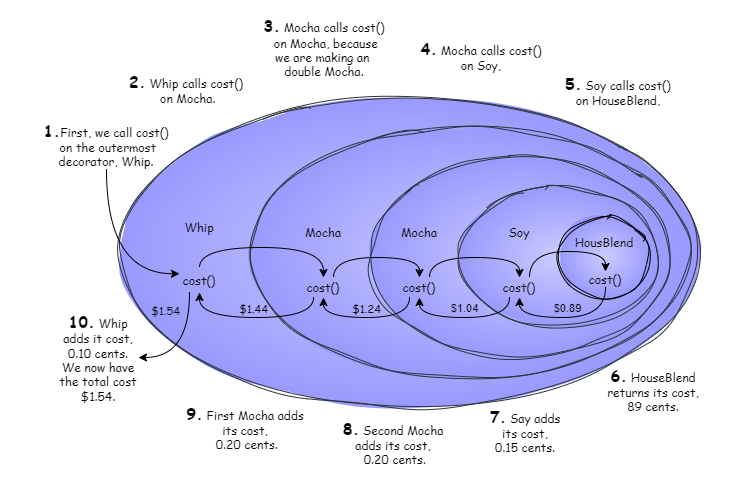 3. Mocha calls cost()
on Mocha, because
we are making an
double Mocha.
4. Mocha calls cost()
on Soy,
2. Whip calls cost()
on Mocha.
5. Soy calls cost()
on HouseBlend,
1.First, we call cost()
on the outermost
decorator, Whip.
Whip
Mocha
Mocha
Soy
HousBlend
cost()
cost()
cost()
cost()
cost()
$1.54
$1.44
$1.24
$1.04
$0.89
10. Whip
adds it cost,
0.10 cents.
We now have
the total cost
$1.54.
9. First Mocha adds
its cost,
0.20 cents.
8. Second Mocha
adds its cost,
0.20 cents.
7. Say adds
its cost,
0.15 cents.
6. HouseBlend
returns its cost,
89 cents.